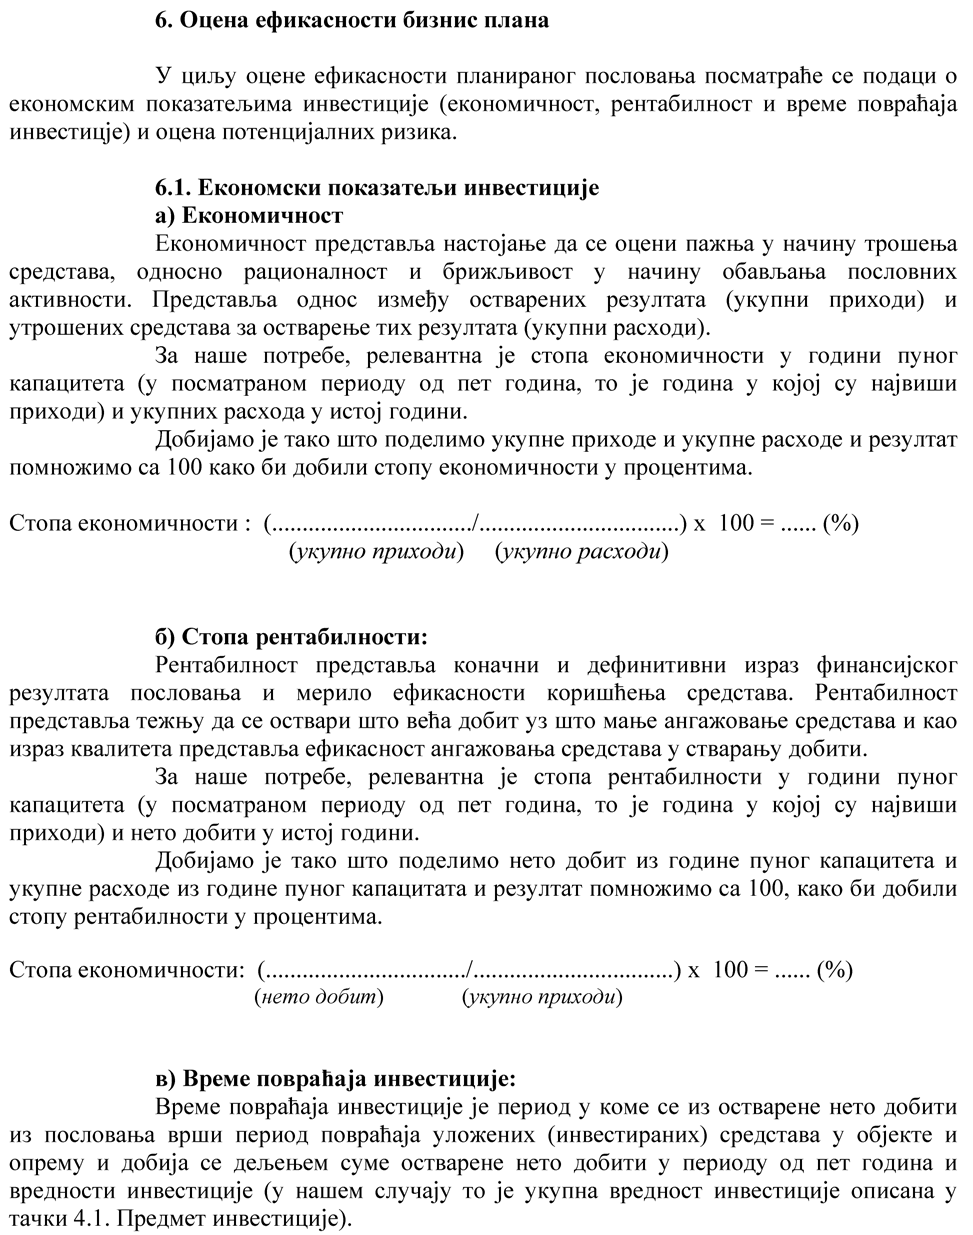 6. Оцена ефикасности бизнис плана
У циљу оцене ефикасности планираног пословања посматраће се подаци о
економским показатељима инвестиције (економичност, рентабилност и време повраћаја
инвестицје) и оцена потенцијалних ризика.
6.1. Економски показатељи инвестиције
а) Економичност
Економичност представља настојање да се оцени пажња у начину трошења
средстава, односно рационалност и брижљивост у начину обављања пословних
активности. Представља однос између остварених резултата (укупни приходи) и
утрошених средстава за остварење тих резултата (укупни расходи).
За наше потребе, релевантна је стопа економичности у години пуног
капацитета (у посматраном периоду од пет година, то је година у којој су највиши
приходи) и укупних расхода у истој години.
Добијамо је тако што поделимо укупне приходе и укупне расходе и резултат
помножимо са 100 како би добили стопу економичности у процентима.
Стопа економичности : (................................./.................................) x 100 = ...... (%)
(укупно приходи) (укупно расходи)
б) Стопа рентабилности:
Рентабилност представља коначни и дефинитивни израз финансијског
резултата пословања и мерило ефикасности коришћења средстава. Рентабилност
представља тежњу да се оствари што већа добит уз што мање ангажовање средстава и као
израз квалитета представља ефикасност ангажовања средстава у стварању добити.
За наше потребе, релевантна је стопа рентабилности у години пуног
капацитета (у посматраном периоду од пет година, то је година у којој су највиши
приходи) и нето добити у истој години.
Добијамо је тако што поделимо нето добит из године пуног капацитета и
укупне расходе из године пуног капацитата и резултат помножимо са 100, како би добили
стопу рентабилности у процентима.
Стопа економичности: (................................./.................................) x 100 = ...... (%)
(нето добит) (укупно приходи)
в) Време повраћаја инвестиције:
Време повраћаја инвестиције је период у коме се из остварене нето добити
из пословања врши период повраћаја уложених (инвестираних) средстава у објекте и
опрему и добија се дељењем суме остварене нето добити у периоду од пет година и
вредности инвестиције (у нашем случају то је укупна вредност инвестиције описана у
тачки 4.1. Предмет инвестиције).